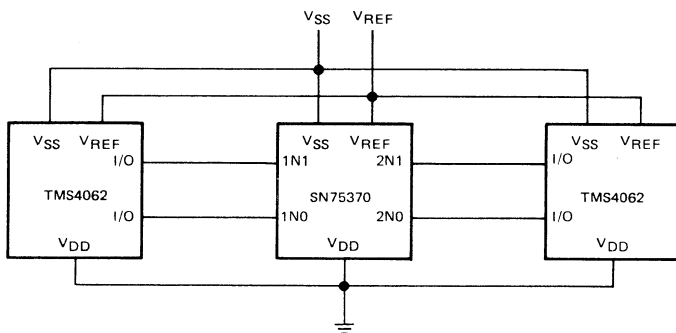 VSS VREF
VSS VREF
I/O
TMS4062
I/O
VDD
VSS VREF
1N1 2N1
SN75370
1N0 2N0
VDD
VSS VREF
I/O
TMS4062
I/O
VDD